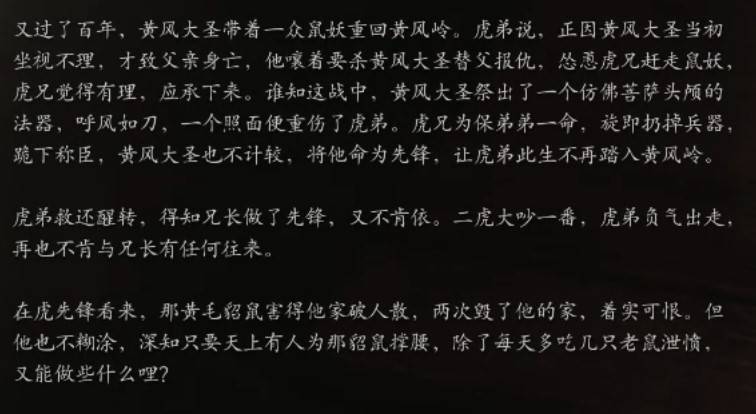 又过了百年，黄风大圣带着一众鼠妖重回黄风岭。虎弟说，正因黄风大圣当初
坐视不理，才致父亲身亡，他嚷着要杀黄风大圣替父报仇，怂恿虎兄赶走鼠妖，
虎兄觉得有理，应承下来。谁知这战中，黄风大圣祭出了一个仿佛菩萨头颅的
法器，呼风如刀，一个照面便重伤了虎弟。虎兄为保弟弟一命，旋即扔掉兵器，
跪下称臣，黄风大圣也不计较，将他命为先锋，让虎弟此生不再踏入黄风岭。
虎弟救还醒转，得知兄长做了先锋，又不肯依。二虎大吵一番，虎弟负气出走，
再也不肯与兄长有任何往来。
在虎先锋看来，那黄毛貂鼠害得他家破人散，两次毁了他的家，着实可恨。但
他也不糊涂，深知只要天上有人为那貂鼠撑腰，除了每天多吃几只老鼠泄愤，
又能做些什么哩？